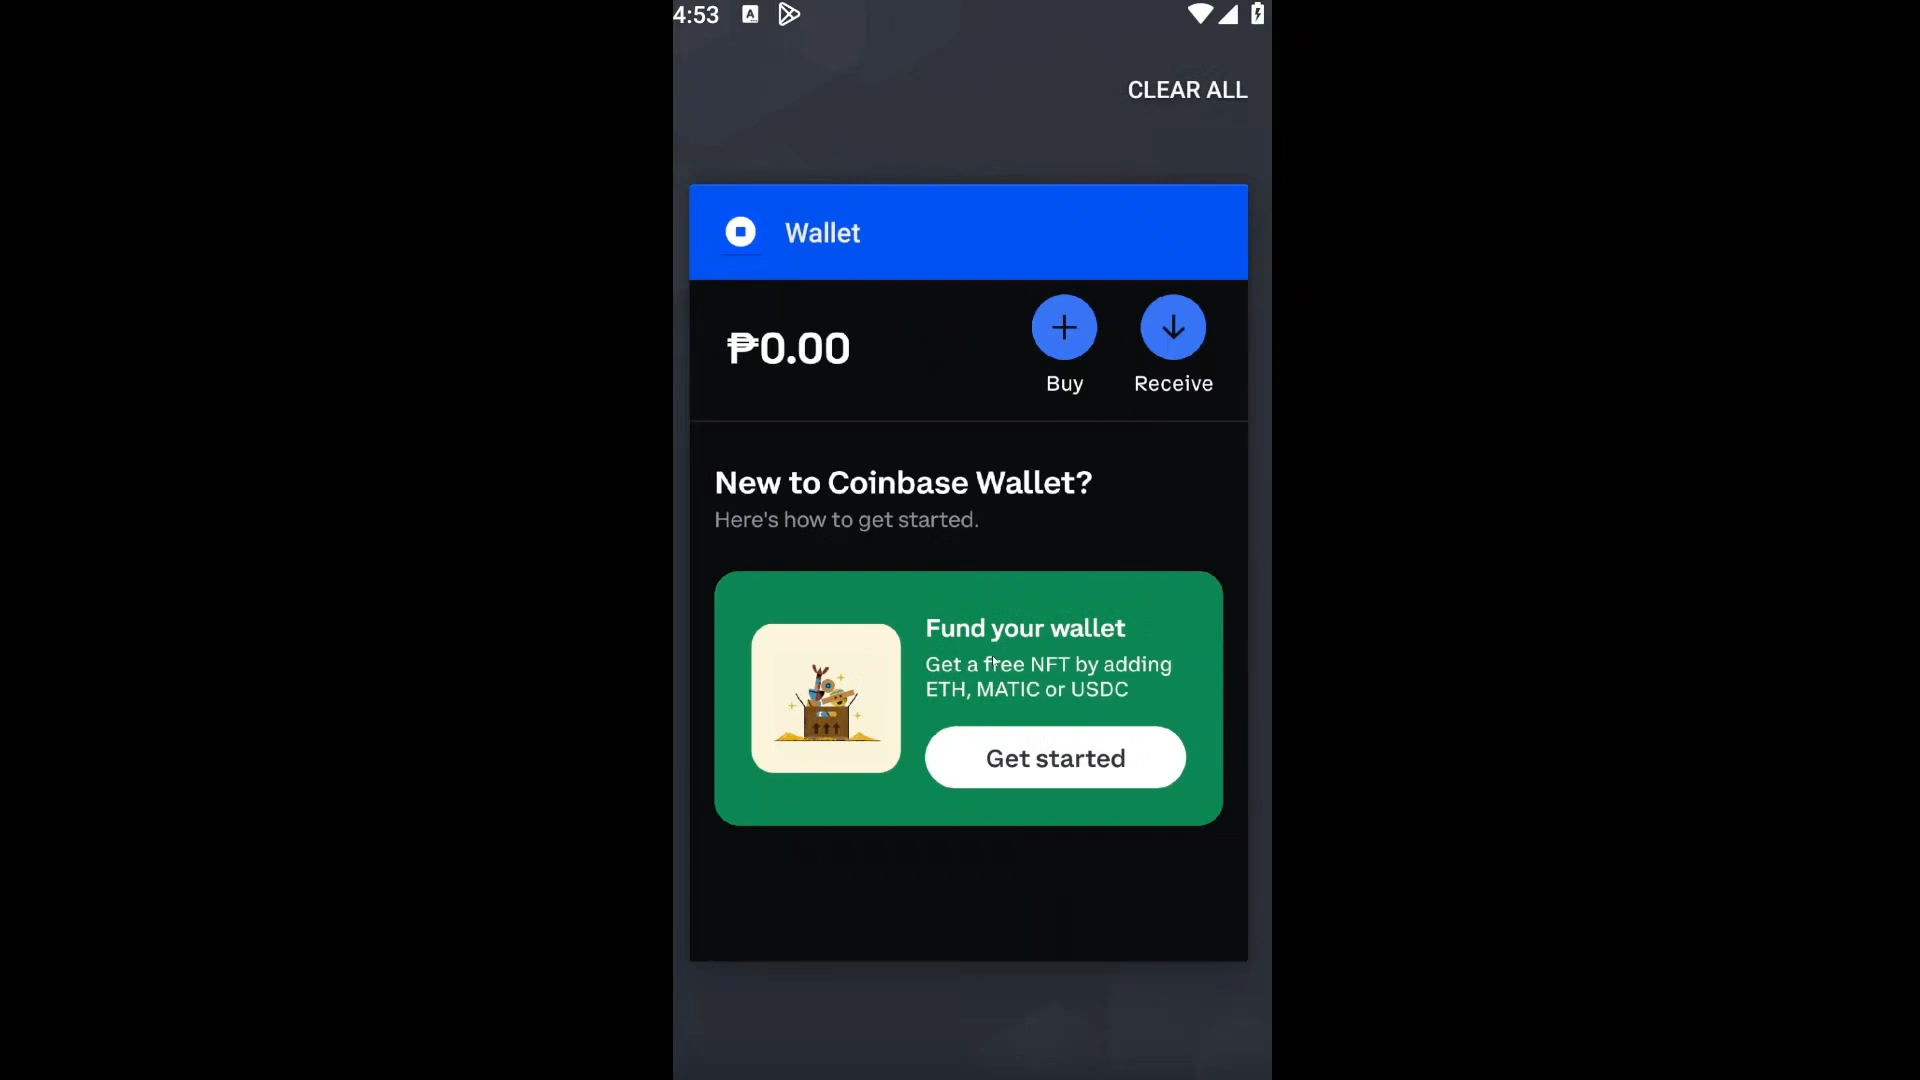 4:53
A
CLEAR ALL
Wallet
₱0.00
Buy
Receive
New to Coinbase Wallet?
Here's how to get started.
Fund your wallet
Get a free NFT by adding
ETH, MATIC or USDC
Get started